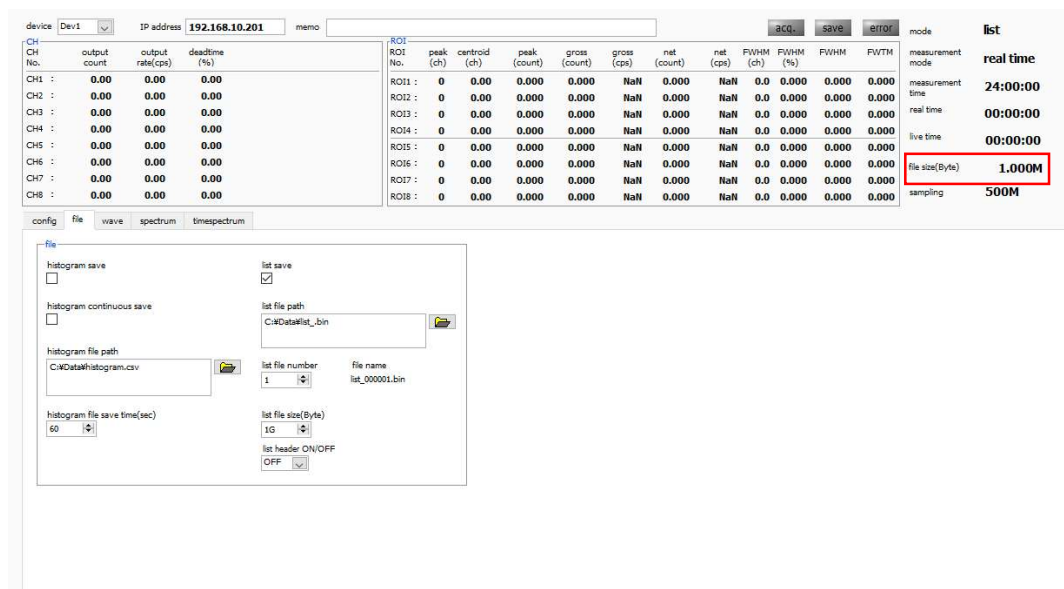 device Dev1 IP address 192.168.10.201 memo acq. save error mode list
CH ROI
CH No. output count output rate(cps) deadtime (%) ROI No. peak (ch) centroid (ch) peak (count) gross (count) gross (cps) net (count) net (cps) FWHM (ch) FWHM (%) FWHM FWTM measurement mode real time
CH1 : 0.00 0.00 0.00 ROI1 : 0 0.00 0.000 0.000 NaN 0.000 NaN 0.0 0.000 0.000 0.000 measurement time 24:00:00
CH2 : 0.00 0.00 0.00 ROI2 : 0 0.00 0.000 0.000 NaN 0.000 NaN 0.0 0.000 0.000 0.000
CH3 : 0.00 0.00 0.00 ROI3 : 0 0.00 0.000 0.000 NaN 0.000 NaN 0.0 0.000 0.000 0.000 real time 00:00:00
CH4 : 0.00 0.00 0.00 ROI4 : 0 0.00 0.000 0.000 NaN 0.000 NaN 0.0 0.000 0.000 0.000
CH5 : 0.00 0.00 0.00 ROI5 : 0 0.00 0.000 0.000 NaN 0.000 NaN 0.0 0.000 0.000 0.000 live time 00:00:00
CH6 : 0.00 0.00 0.00 ROI6 : 0 0.00 0.000 0.000 NaN 0.000 NaN 0.0 0.000 0.000 0.000 file size(Byte) 1.000M
CH7 : 0.00 0.00 0.00 ROI7 : 0 0.00 0.000 0.000 NaN 0.000 NaN 0.0 0.000 0.000 0.000
CH8 : 0.00 0.00 0.00 ROI8 : 0 0.00 0.000 0.000 NaN 0.000 NaN 0.0 0.000 0.000 0.000 sampling 500M
config file wave spectrum timespectrum
file
histogram save list save
histogram continuous save list file path
C:¥Data¥list_.bin
histogram file path
C:¥Data¥histogram.csv list file number file name
1 list_000001.bin
histogram file save time(sec) list file size(Byte)
60 1G
list header ON/OFF
OFF